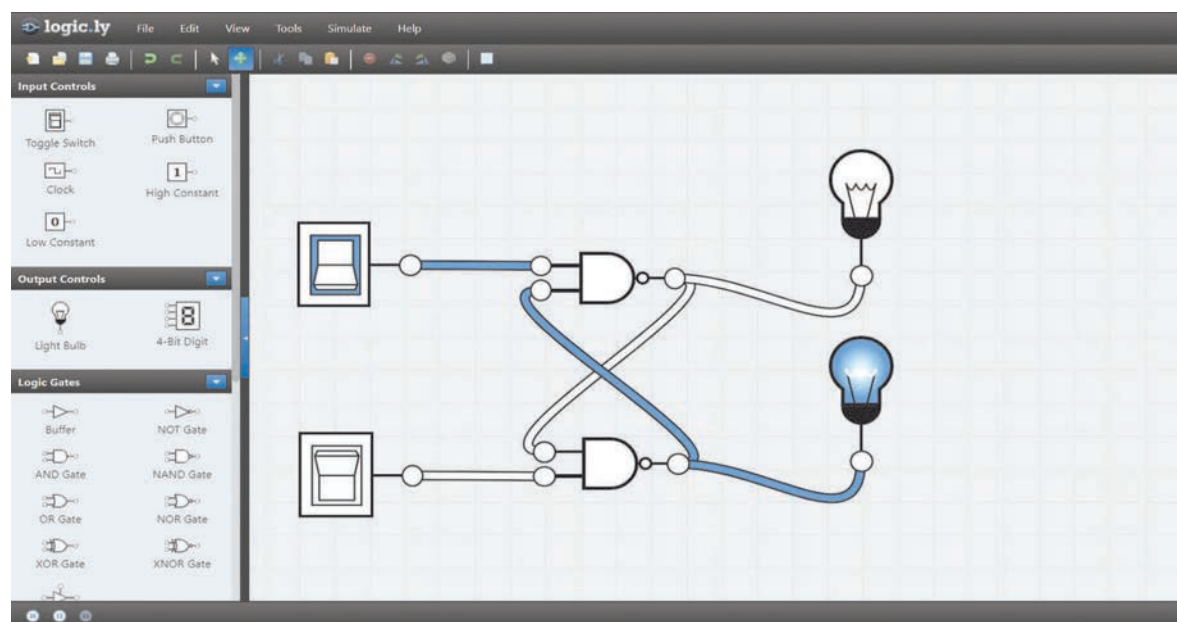 logic.ly File Edit View Tools Simulate Help
Input Controls
Toggle Switch Push Button
Clock 1 High Constant
0 Low Constant
Output Controls
Light Bulb 8 4-Bit Digit
Logic Gates
Buffer NOT Gate
AND Gate NAND Gate
OR Gate NOR Gate
XOR Gate XNOR Gate